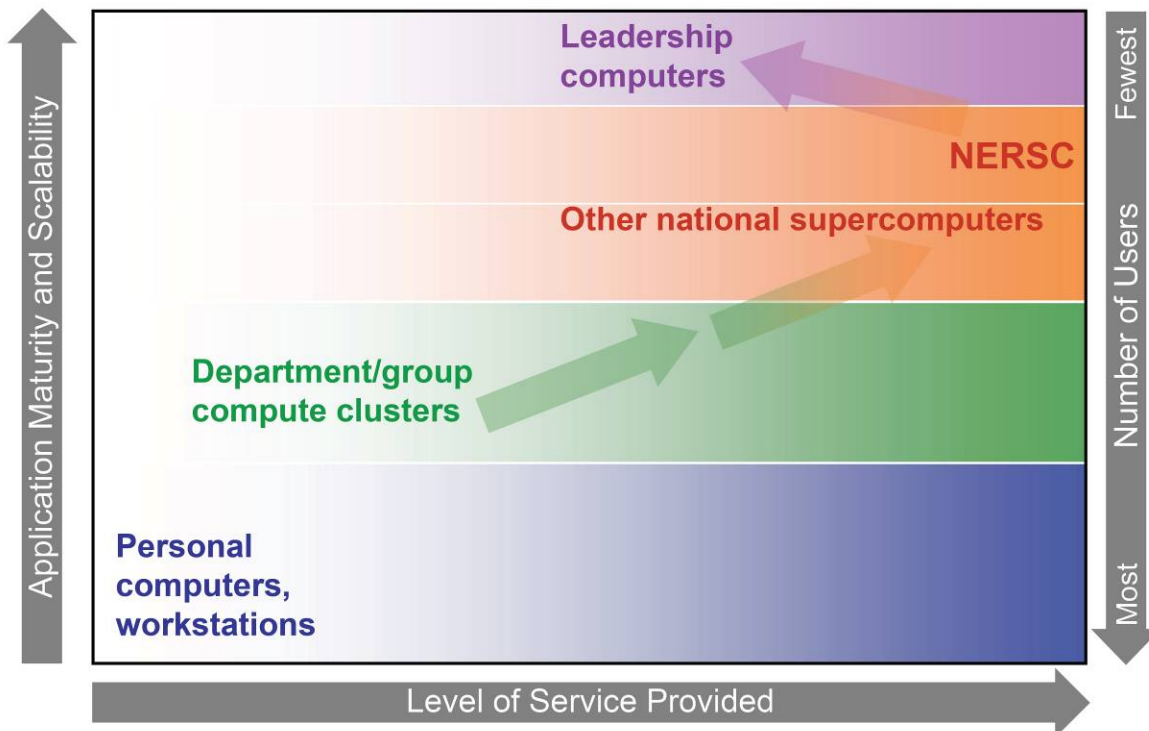 Application Maturity and Scalability
Leadership
computers
NERSC
Other national supercomputers
Department/group
compute clusters
Personal
computers,
workstations
Fewest
Number of Users
Most
Level of Service Provided